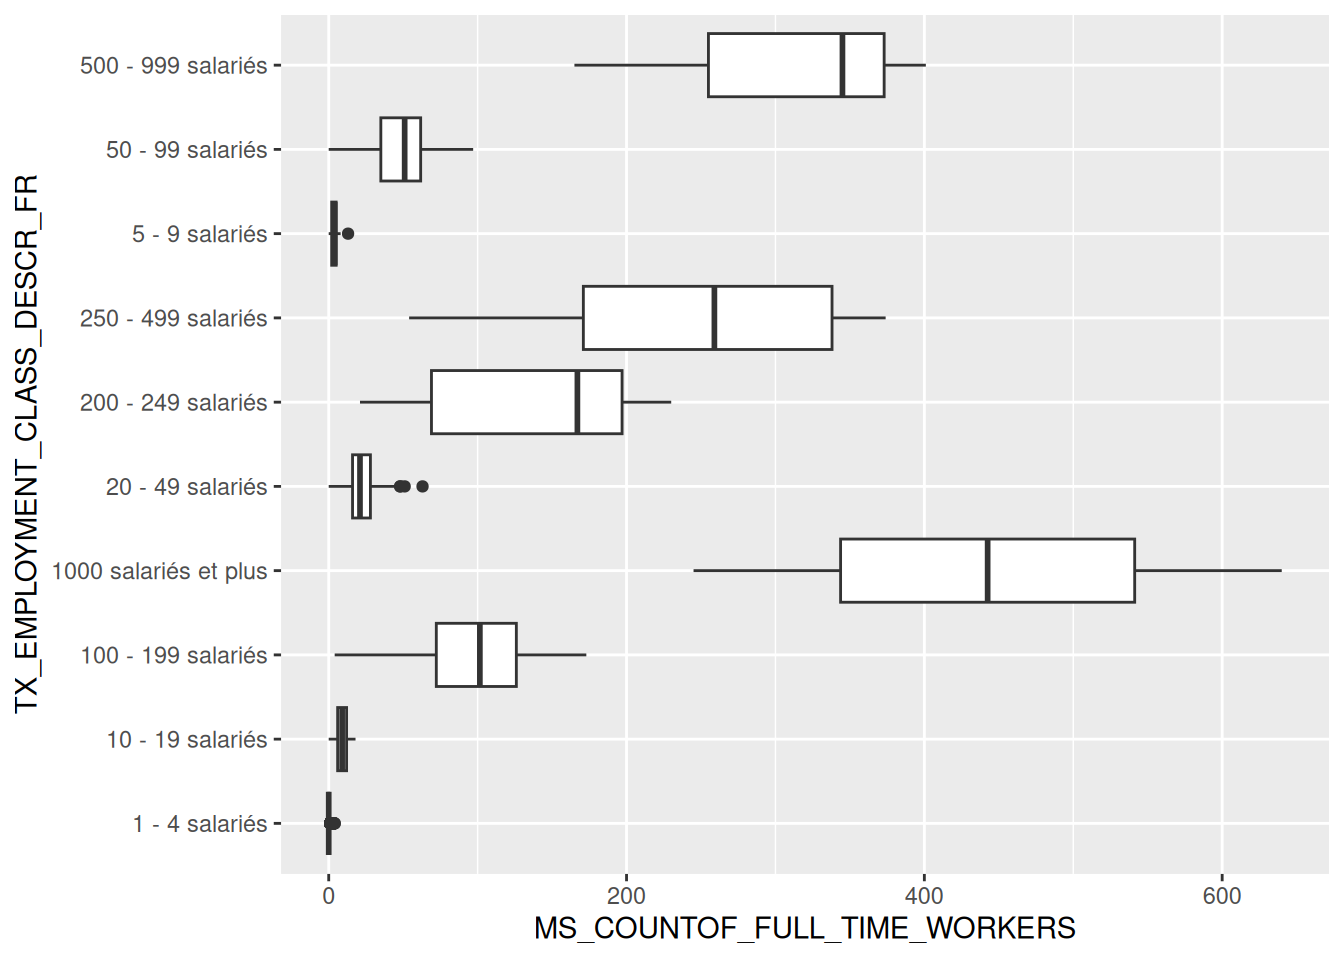 TX_EMPLOYMENT_CLASS_DESCR_FR
500 - 999 salariés
50 - 99 salariés
5 - 9 salariés
250 - 499 salariés
200 - 249 salariés
20 - 49 salariés
1000 salariés et plus
100 - 199 salariés
10 - 19 salariés
1 - 4 salariés
0 200 400 600
MS_COUNTOF_FULL_TIME_WORKERS